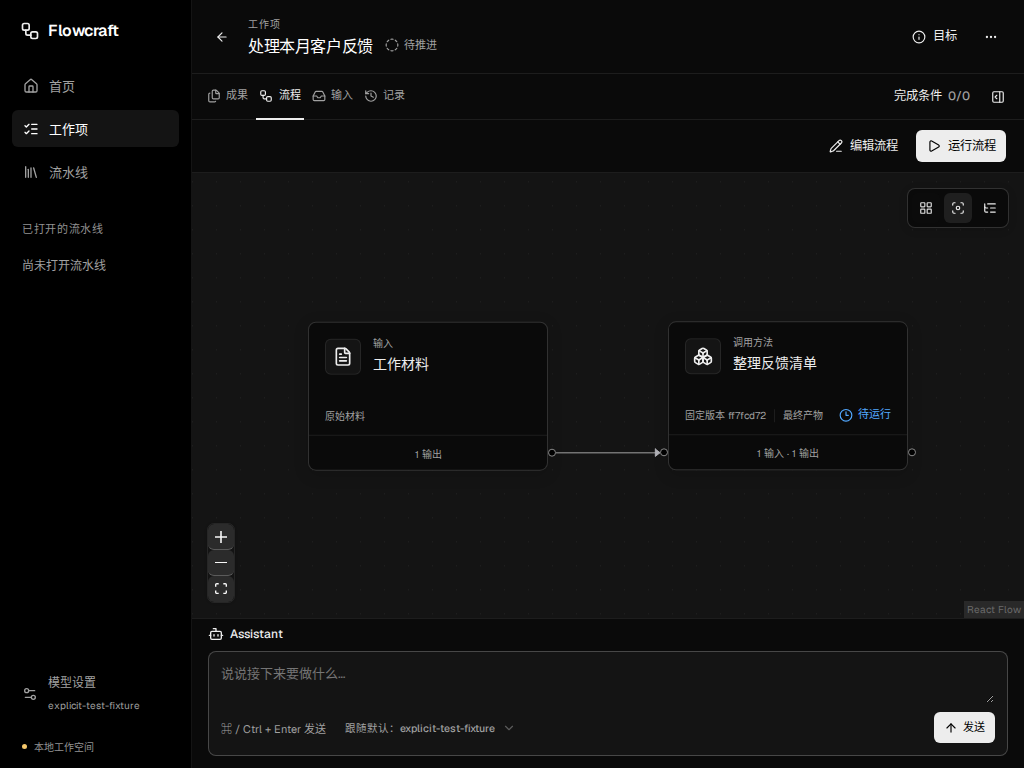 Flowcraft
首页
工作项
流水线
已打开的流水线
尚未打开流水线
模型设置
explicit-test-fixture
本地工作空间
工作项
处理本月客户反馈
待推进
目标
成果
流程
输入
记录
完成条件 0/0
编辑流程
运行流程
输入
工作材料
原始材料
1 输出
调用方法
整理反馈清单
固定版本 ff7fcd72
最终产物
待运行
1 输入 · 1 输出
React Flow
Assistant
说说接下来要做什么…
⌘ / Ctrl + Enter 发送
跟随默认：explicit-test-fixture
发送